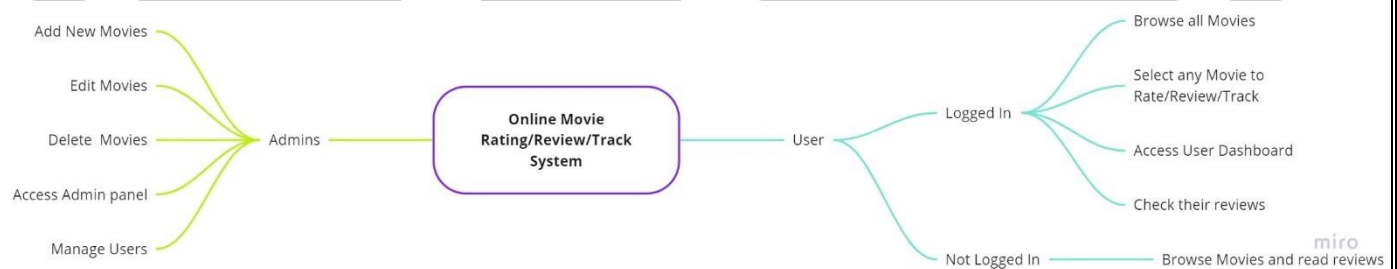 Add New Movies
Edit Movies
Delete Movies
Access Admin panel
Manage Users
Admins
Online Movie
Rating/Review/Track
System
User
Logged In
Browse all Movies
Select any Movie to
Rate/Review/Track
Access User Dashboard
Check their reviews
Not Logged In
Browse Movies and read reviews
miro